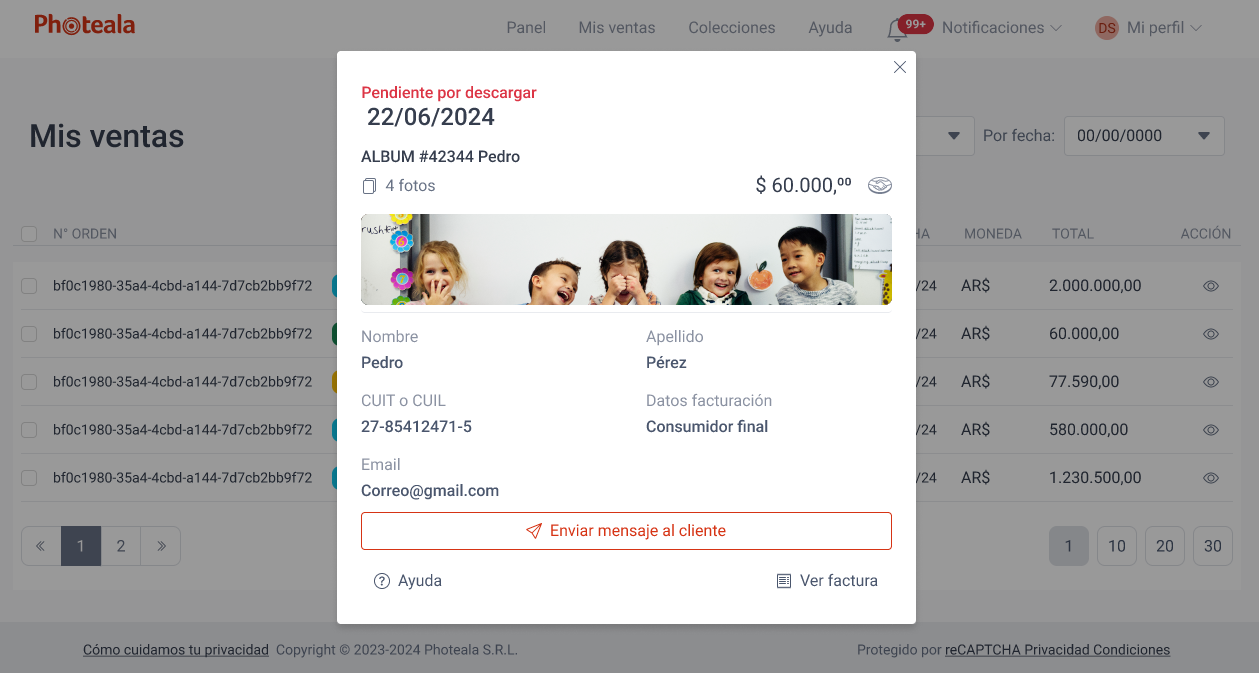 Photeala
Panel Mis ventas Colecciones Ayuda 99+ Notificaciones DS Mi perfil
Mis ventas
Por fecha: 00/00/0000
Pendiente por descargar
22/06/2024
ALBUM #42344 Pedro
4 fotos $ 60.000,00
Nombre Apellido
Pedro Pérez
CUIT o CUIL Datos facturación
27-85412471-5 Consumidor final
Email
Correo@gmail.com
Enviar mensaje al cliente
Ayuda Ver factura
N° ORDEN HA MONEDA TOTAL ACCIÓN
bf0c1980-35a4-4cbd-a144-7d7cb2bb9f72 /24 AR$ 2.000.000,00
bf0c1980-35a4-4cbd-a144-7d7cb2bb9f72 /24 AR$ 60.000,00
bf0c1980-35a4-4cbd-a144-7d7cb2bb9f72 /24 AR$ 77.590,00
bf0c1980-35a4-4cbd-a144-7d7cb2bb9f72 /24 AR$ 580.000,00
bf0c1980-35a4-4cbd-a144-7d7cb2bb9f72 /24 AR$ 1.230.500,00
« 1 2 » 1 10 20 30
Cómo cuidamos tu privacidad Copyright © 2023-2024 Photeala S.R.L. Protegido por reCAPTCHA Privacidad Condiciones